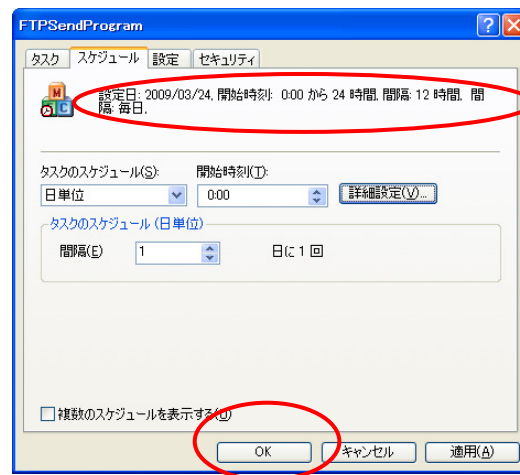 FTPSendProgram
タスク スケジュール 設定 セキュリティ
設定日: 2009/03/24, 開始時刻: 0:00 から 24 時間, 間隔: 12 時間, 間
隔: 毎日,
タスクのスケジュール(S): 開始時刻(T):
日単位 0:00 詳細設定(V)...
タスクのスケジュール (日単位)
間隔(E) 1 日に 1 回
複数のスケジュールを表示する(U)
OK キャンセル 適用(A)